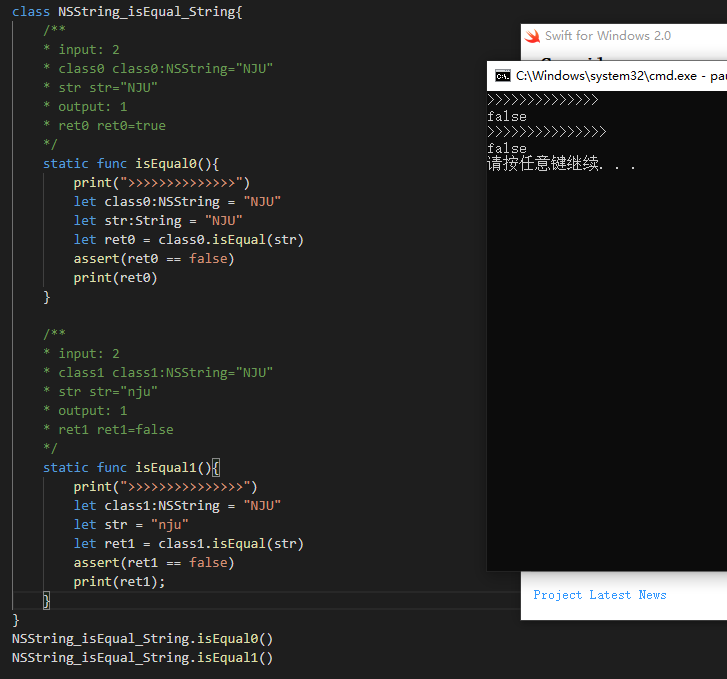 class NSString_isEqual_String{
/**
* input: 2
* class0 class0:NSString="NJU"
* str str="NJU"
* output: 1
* ret0 ret0=true
*/
static func isEqual0(){
print(">>>>>>>>>>>>>>")
let class0:NSString = "NJU"
let str:String = "NJU"
let ret0 = class0.isEqual(str)
assert(ret0 == false)
print(ret0)
}
/**
* input: 2
* class1 class1:NSString="NJU"
* str str="nju"
* output: 1
* ret1 ret1=false
*/
static func isEqual1(){
print(">>>>>>>>>>>>>>>")
let class1:NSString = "NJU"
let str = "nju"
let ret1 = class1.isEqual(str)
assert(ret1 == false)
print(ret1);
}
}
NSString_isEqual_String.isEqual0()
NSString_isEqual_String.isEqual1()
Swift for Windows 2.0
C:\Windows\system32\cmd.exe - pau
>>>>>>>>>>>>>>
false
>>>>>>>>>>>>>>>
false
请按任意键继续. . .
Project Latest News